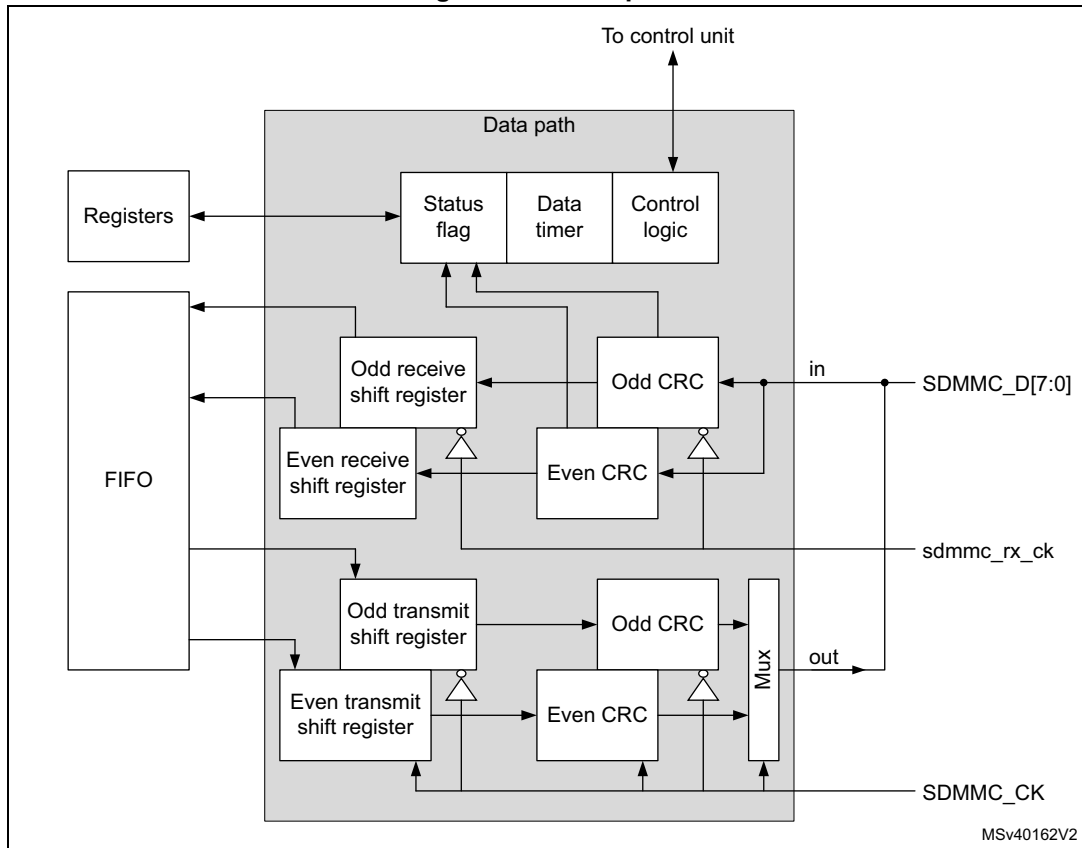 To control unit
Data path
Registers
Status
flag
Data
timer
Control
logic
Odd receive
shift register
Odd CRC
in
SDMMC_D[7:0]
FIFO
Even receive
shift register
Even CRC
sdmmc_rx_ck
Odd transmit
shift register
Odd CRC
Mux
out
Even transmit
shift register
Even CRC
SDMMC_CK
MSv40162V2